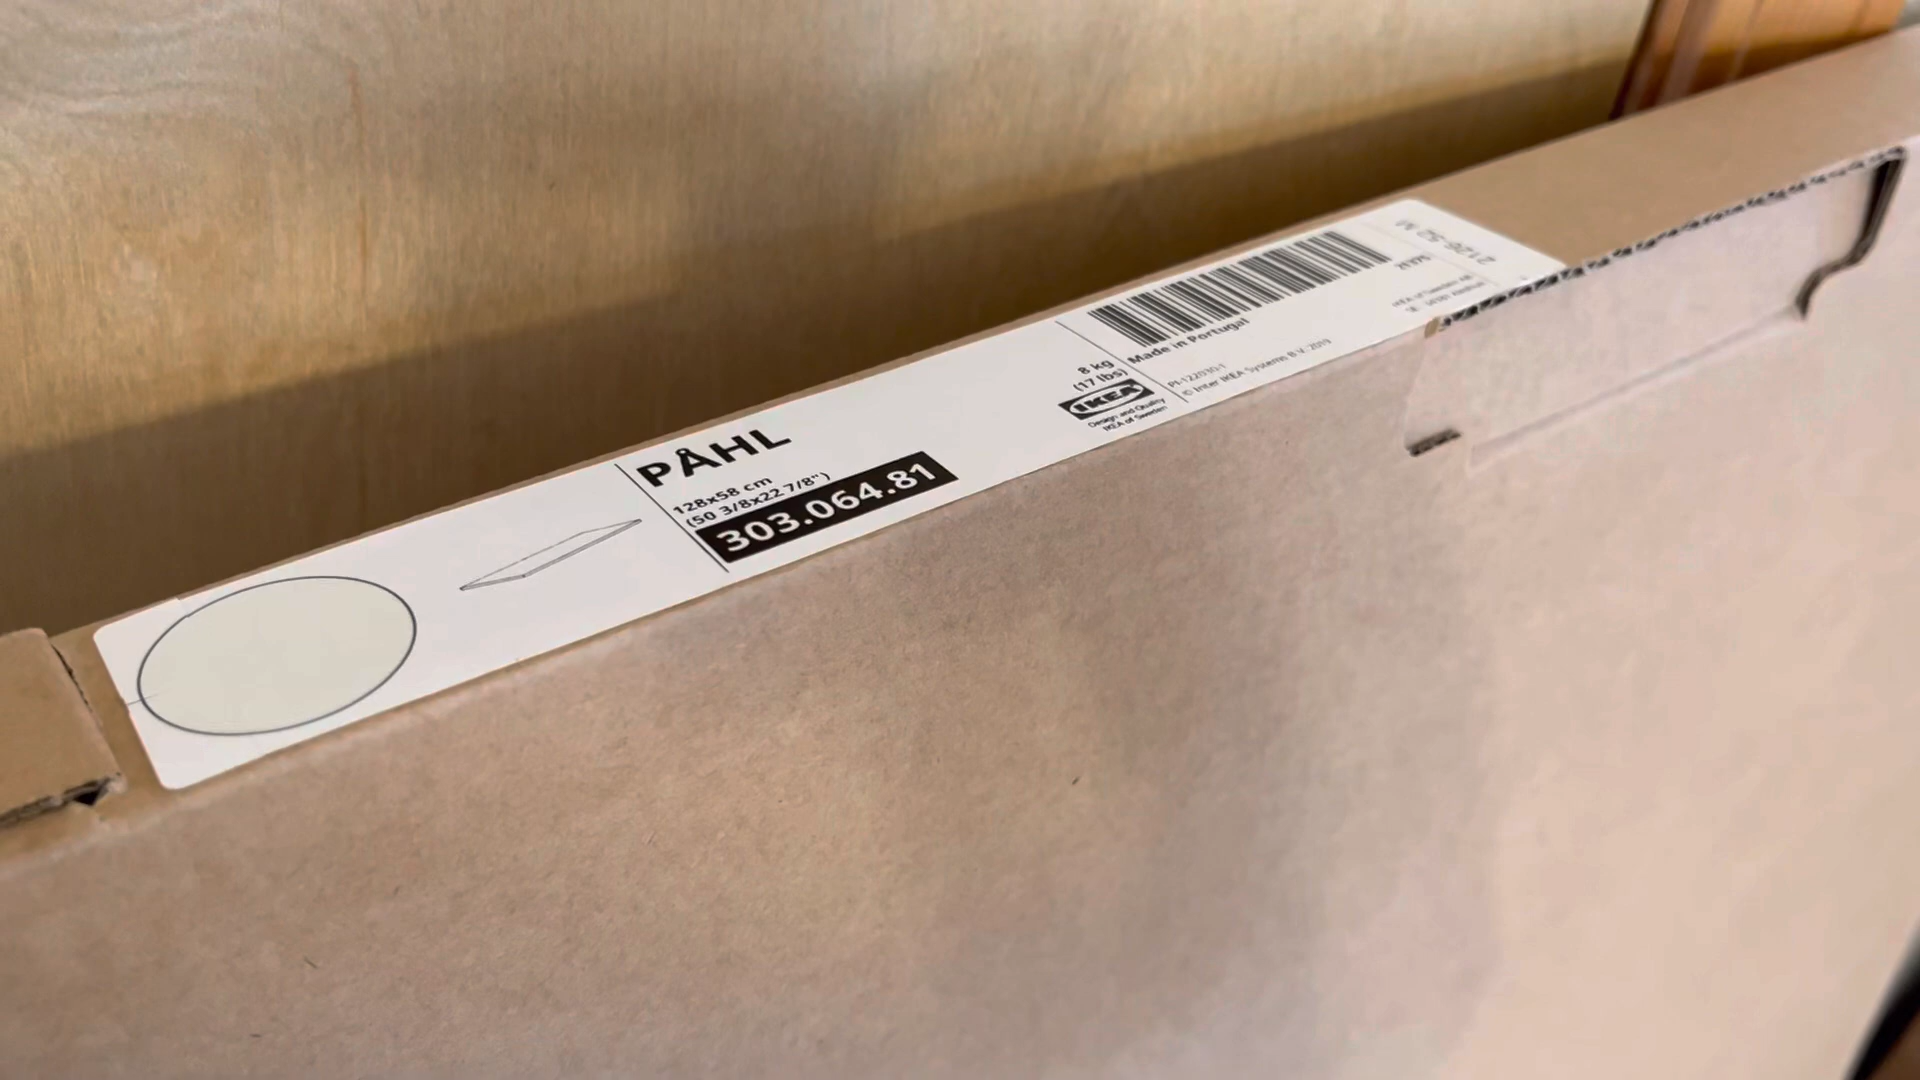 PÅHL
128x58 cm
(50 3/8x22 7/8")
303.064.81
8 kg
(17 lbs)
IKEA
Design and Quality
IKEA of Sweden
Made in Portugal
© Inter IKEA Systems B.V. 2019